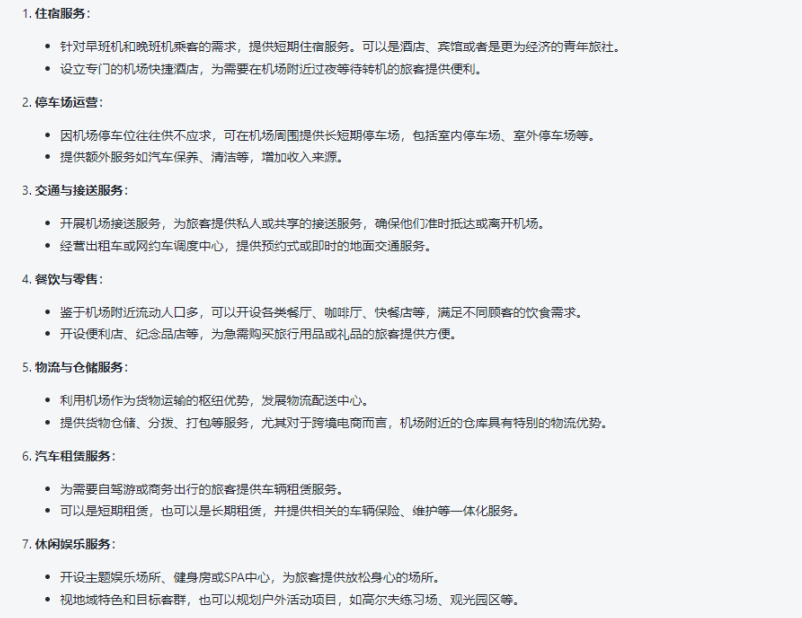 1. 住宿服务：
• 针对早班机和晚班机乘客的需求，提供短期住宿服务。可以是酒店、宾馆或者是更为经济的青年旅社。
• 设立专门的机场快捷酒店，为需要在机场附近过夜等待转机的旅客提供便利。
2. 停车场运营：
• 因机场停车位往往供不应求，可在机场周围提供长短期停车场，包括室内停车场、室外停车场等。
• 提供额外服务如汽车保养、清洁等，增加收入来源。
3. 交通与接送服务：
• 开展机场接送服务，为旅客提供私人或共享的接送服务，确保他们准时抵达或离开机场。
• 经营出租车或网约车调度中心，提供预约式或即时的地面交通服务。
4. 餐饮与零售：
• 鉴于机场附近流动人口多，可以开设各类餐厅、咖啡厅、快餐店等，满足不同顾客的饮食需求。
• 开设便利店、纪念品店等，为急需购买旅行用品或礼品的旅客提供方便。
5. 物流与仓储服务：
• 利用机场作为货物运输的枢纽优势，发展物流配送中心。
• 提供货物仓储、分拨、打包等服务，尤其对于跨境电商而言，机场附近的仓库具有特别的物流优势。
6. 汽车租赁服务：
• 为需要自驾游或商务出行的旅客提供车辆租赁服务。
• 可以是短期租赁，也可以是长期租赁，并提供相关的车辆保险、维护等一体化服务。
7. 休闲娱乐服务：
• 开设主题娱乐场所、健身房或SPA中心，为旅客提供放松身心的场所。
• 视地域特色和目标客群，也可以规划户外活动项目，如高尔夫练习场、观光园区等。